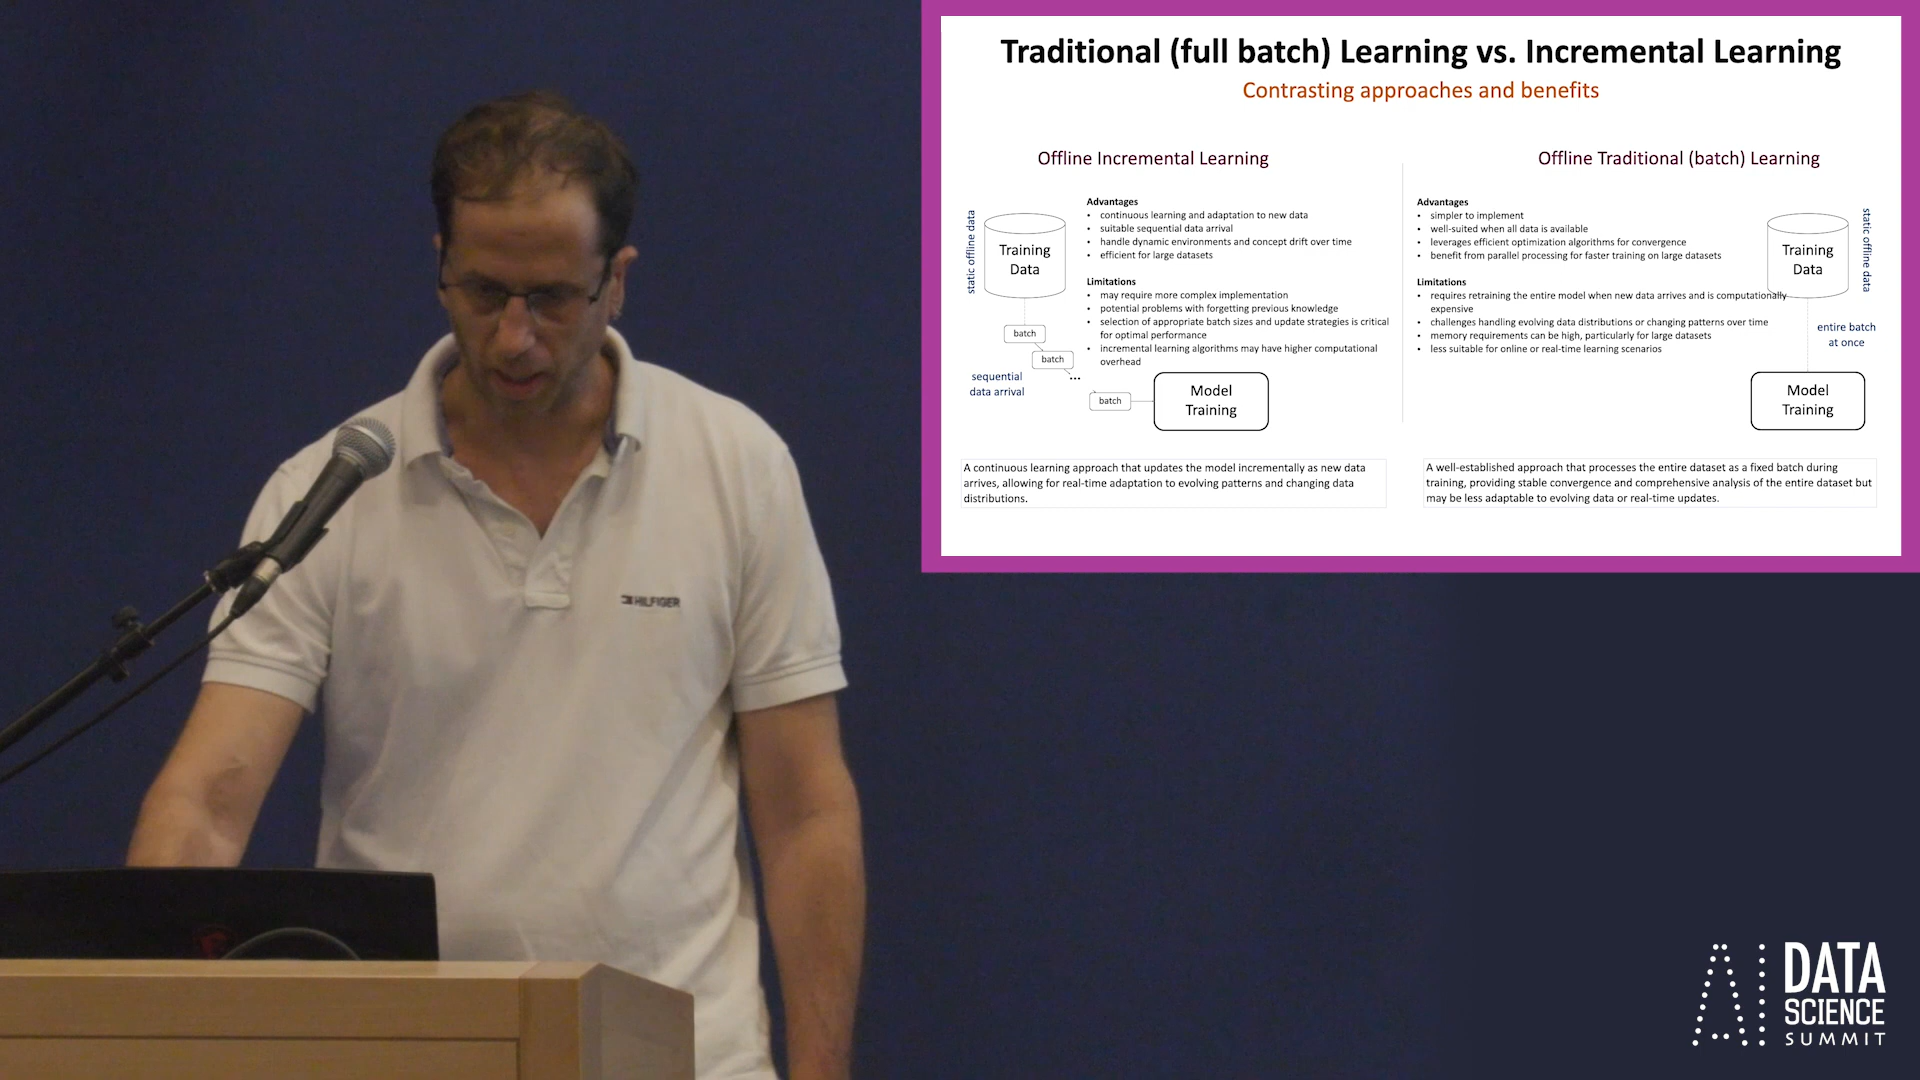 Traditional (full batch) Learning vs. Incremental Learning
Contrasting approaches and benefits
Offline Incremental Learning
static offline data
Training
Data
Advantages
• continuous learning and adaptation to new data
• suitable sequential data arrival
• handle dynamic environments and concept drift over time
• efficient for large datasets
Limitations
• may require more complex implementation
• potential problems with forgetting previous knowledge
• selection of appropriate batch sizes and update strategies is critical
for optimal performance
• incremental learning algorithms may have higher computational
overhead
batch
batch
...
batch
sequential
data arrival
Model
Training
A continuous learning approach that updates the model incrementally as new data
arrives, allowing for real-time adaptation to evolving patterns and changing data
distributions.
Offline Traditional (batch) Learning
Advantages
• simpler to implement
• well-suited when all data is available
• leverages efficient optimization algorithms for convergence
• benefit from parallel processing for faster training on large datasets
Limitations
• requires retraining the entire model when new data arrives and is computationally
expensive
• challenges handling evolving data distributions or changing patterns over time
• memory requirements can be high, particularly for large datasets
• less suitable for online or real-time learning scenarios
Training
Data
static offline data
entire batch
at once
Model
Training
A well-established approach that processes the entire dataset as a fixed batch during
training, providing stable convergence and comprehensive analysis of the entire dataset but
may be less adaptable to evolving data or real-time updates.
HILFIGER
AI
DATA
SCIENCE
SUMMIT